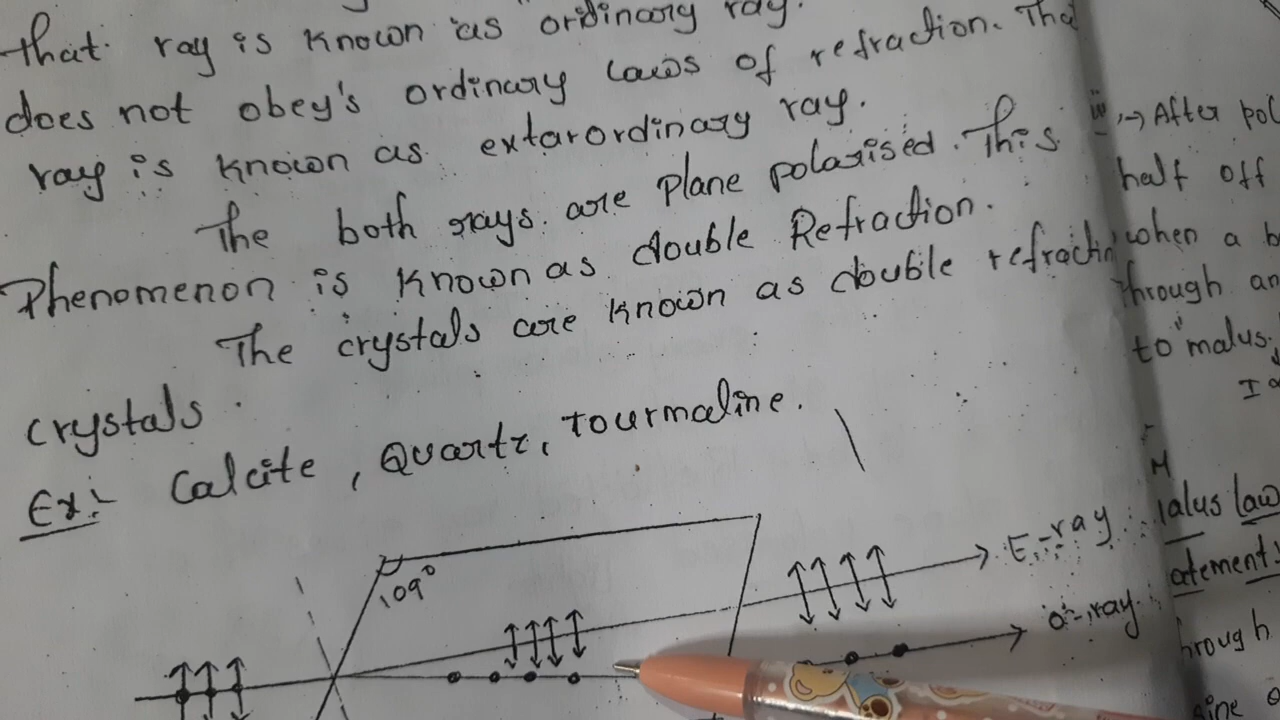 that ray is known as ordinary ray.
does not obey's ordinary laws of refraction. The
ray is known as extarordinary ray.
The both rays are plane polarised. This
Phenomenon is known as double Refraction.
The crystals are known as double refractin
crystals.
Ex:- Calcite, Quartz, Tourmaline.
109°
E-ray
O-ray
After pol
half off
when a b
through an
to malus.
I α
Malus law
atement:
hrough